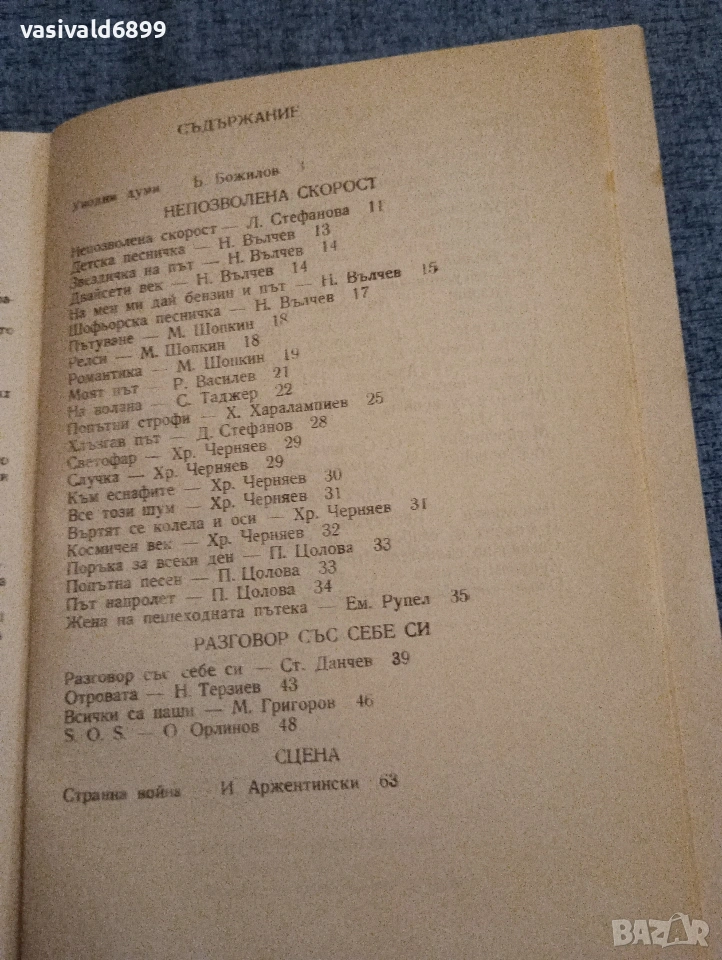 vasivald6899
СЪДЪРЖАНИЕ
Уводни думи Б. Божилов
НЕПОЗВОЛЕНА СКОРОСТ
Непозволена скорост — Л. Стефанова 11
Детска песничка — Н. Вълчев 13
Звездичка на път — Н. Вълчев 14
Двайсети век — Н. Вълчев 14
На мен ми дай бензин и път — Н. Вълчев 15
Шофьорска песничка — Н. Вълчев 17
Пътуване — М. Шопкин 18
Релси — М. Шопкин 18
Романтика — М. Шопкин 19
Моят път — Р. Василев 21
На волана — С. Таджер 22
Попътни строфи — Х. Харалампиев 25
Хлъзгав път — Д. Стефанов 28
Светофар — Хр. Черняев 29
Случка — Хр. Черняев 29
Към еснафите — Хр. Черняев 30
Все този шум — Хр. Черняев 31
Въртят се колела и оси — Хр. Черняев 31
Космичен век — Хр. Черняев 32
Поръка за всеки ден — П. Цолова 33
Попътна песен — П. Цолова 33
Път напролет — П. Цолова 34
Жена на пешеходната пътека — Ем. Рупел 35
РАЗГОВОР СЪС СЕБЕ СИ
Разговор със себе си — Ст. Данчев 39
Отровата — Н. Терзиев 43
Всички са наши — М. Григоров 46
S. O. S. — О Орлинов 48
СЦЕНА
Странна война И Аржентински 63
BAZAR